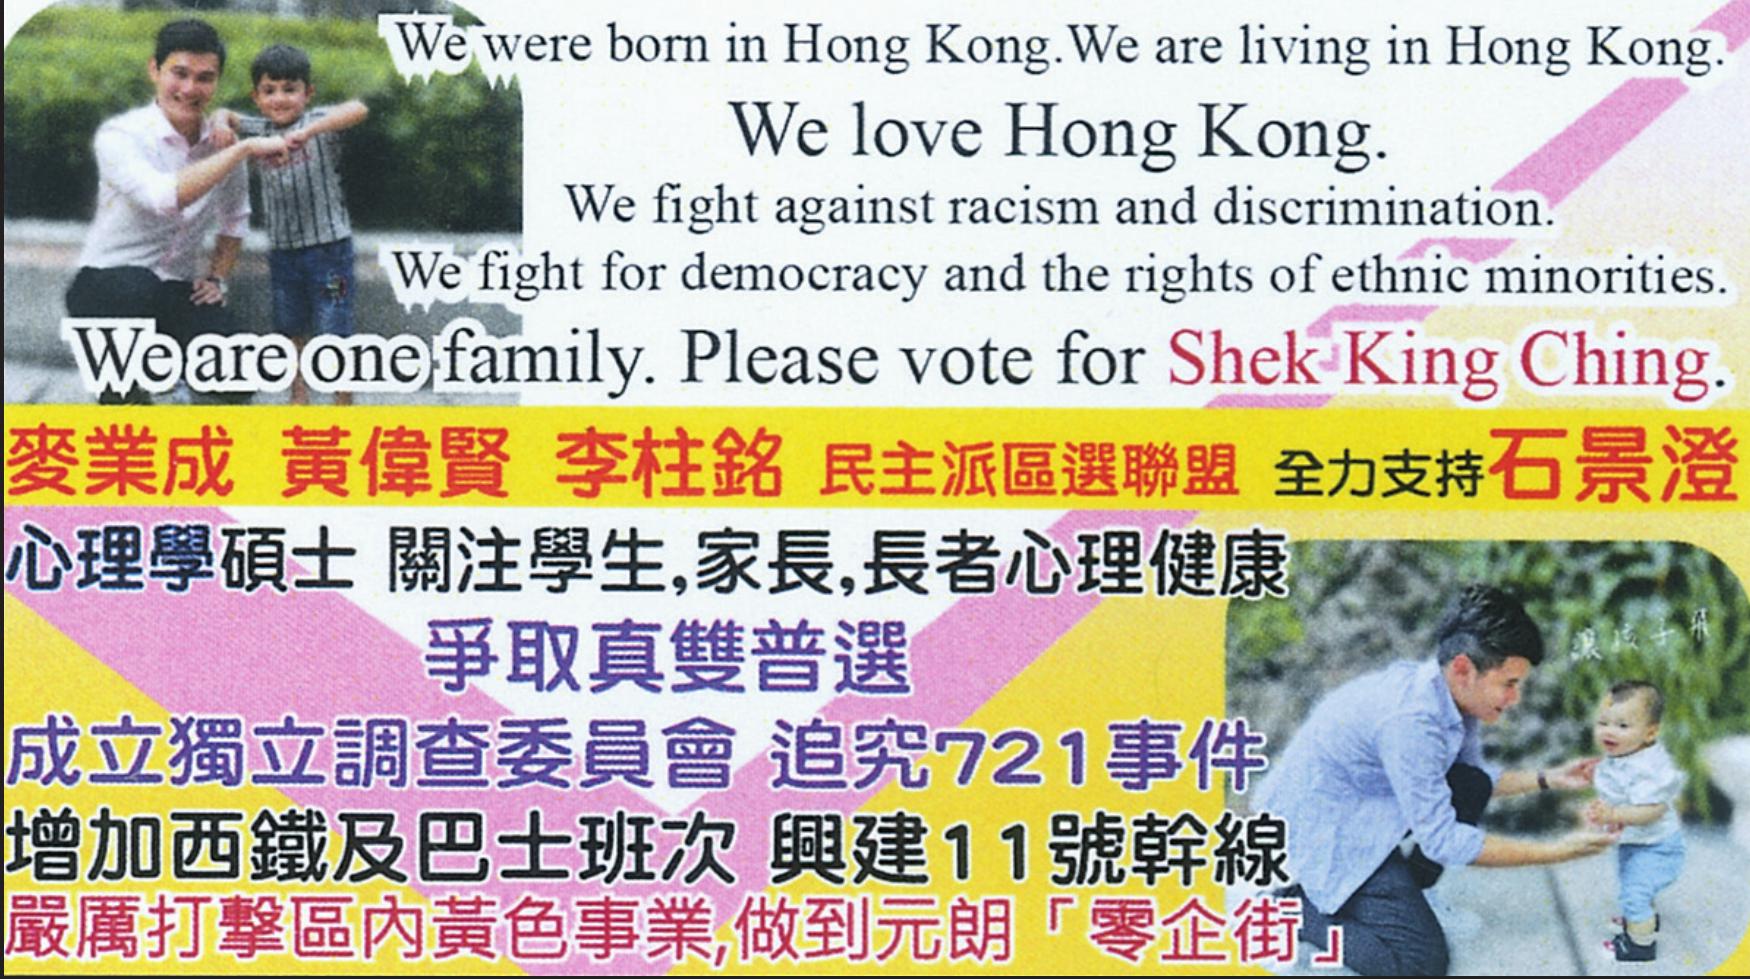 We were born in Hong Kong. We are living in Hong Kong.
We love Hong Kong.
We fight against racism and discrimination.
We fight for democracy and the rights of ethnic minorities.
We are one family. Please vote for Shek King Ching.
麥業成 黃偉賢 李柱銘 民主派區選聯盟 全力支持石景澄
心理學碩士 關注學生,家長,長者心理健康
爭取真雙普選
讓孩子飛
成立獨立調查委員會 追究721事件
增加西鐵及巴士班次 興建11號幹線
嚴厲打擊區內黃色事業,做到元朗「零企街」